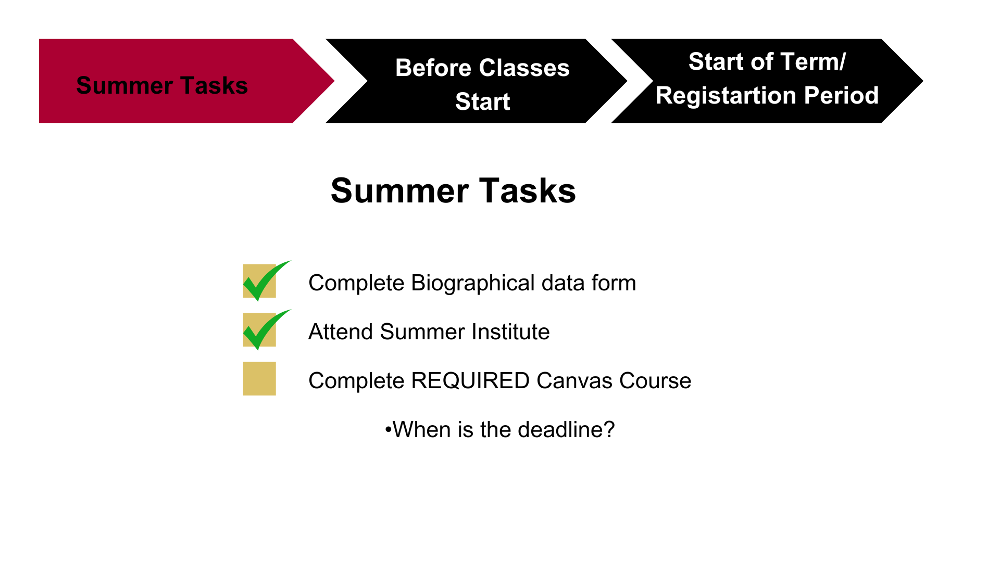 Summer Tasks
Before Classes
Start
Start of Term/
Registartion Period
Summer Tasks
Complete Biographical data form
Attend Summer Institute
Complete REQUIRED Canvas Course
•When is the deadline?